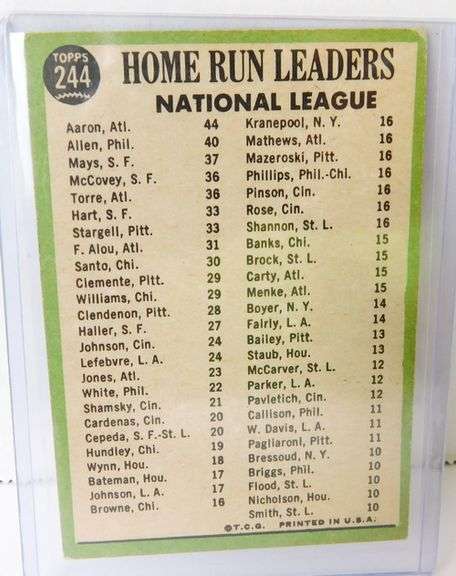 TOPPS
244
HOME RUN LEADERS
NATIONAL LEAGUE
Aaron, Atl. 44
Allen, Phil. 40
Mays, S. F. 37
McCovey, S. F. 36
Torre, Atl. 36
Hart, S. F. 33
Stargell, Pitt. 33
F. Alou, Atl. 31
Santo, Chi. 30
Clemente, Pitt. 29
Williams, Chi. 29
Clendenon, Pitt. 28
Haller, S. F. 27
Johnson, Cin. 24
Lefebvre, L. A. 24
Jones, Atl. 23
White, Phil. 22
Shamsky, Cin. 21
Cardenas, Cin. 20
Cepeda, S. F.-St. L. 20
Hundley, Chi. 19
Wynn, Hou. 18
Bateman, Hou. 17
Johnson, L. A. 17
Browne, Chi. 16
Kranepool, N. Y. 16
Mathews, Atl. 16
Mazeroski, Pitt. 16
Phillips, Phil.-Chi. 16
Pinson, Cin. 16
Rose, Cin. 16
Shannon, St. L. 16
Banks, Chi. 15
Brock, St. L. 15
Carty, Atl. 15
Menke, Atl. 15
Boyer, N. Y. 14
Fairly, L. A. 14
Bailey, Pitt. 13
Staub, Hou. 13
McCarver, St. L. 12
Parker, L. A. 12
Pavletich, Cin. 12
Callison, Phil. 11
W. Davis, L. A. 11
Pagliaroni, Pitt. 11
Bressoud, N. Y. 10
Briggs, Phil. 10
Flood, St. L. 10
Nicholson, Hou. 10
Smith, St. L. 10
©T.C.G. PRINTED IN U.S.A.